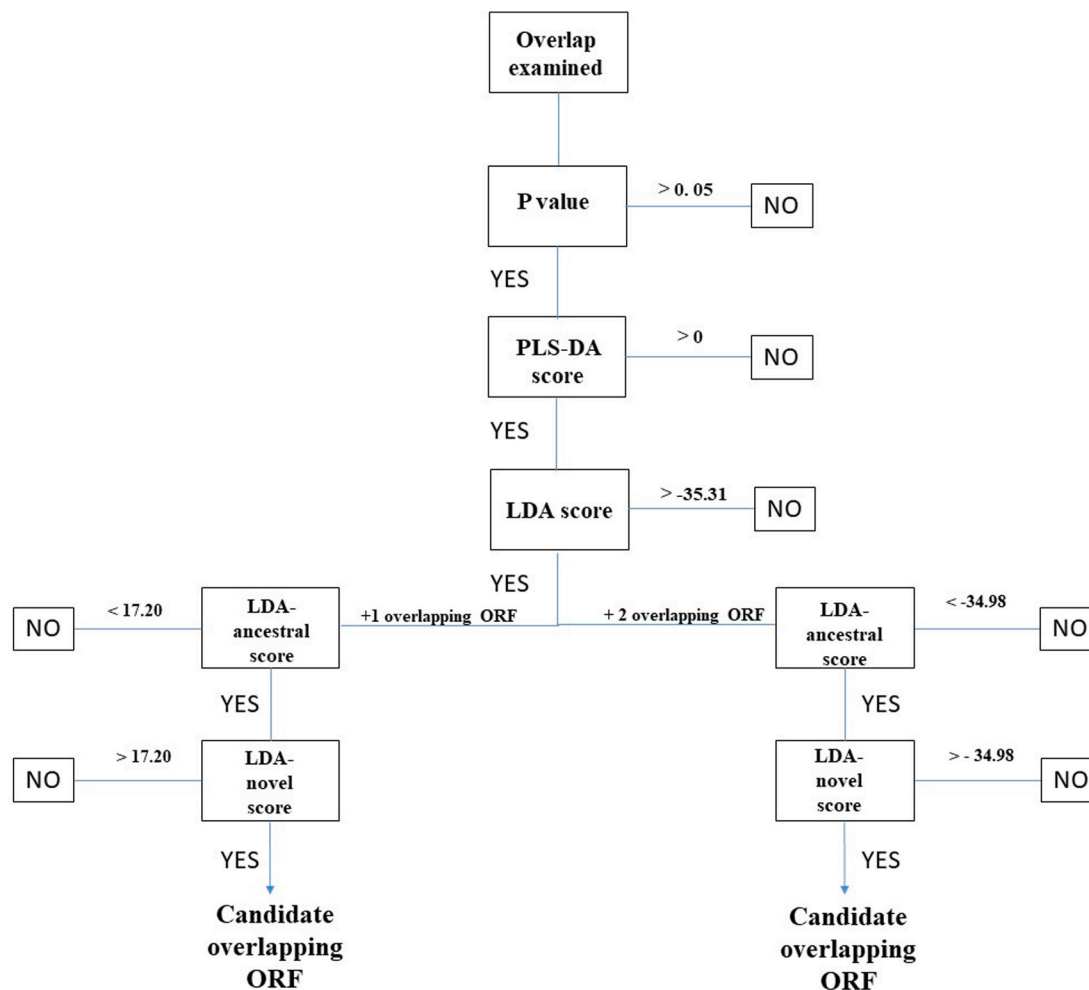 Overlap
examined
P value
> 0. 05
NO
YES
PLS-DA
score
> 0
NO
YES
LDA score
> -35.31
NO
YES
+1 overlapping ORF
+ 2 overlapping ORF
NO
< 17.20
LDA-
ancestral
score
LDA-
ancestral
score
< -34.98
NO
YES
YES
NO
> 17.20
LDA-
novel
score
LDA-
novel
score
> - 34.98
NO
YES
YES
Candidate
overlapping
ORF
Candidate
overlapping
ORF